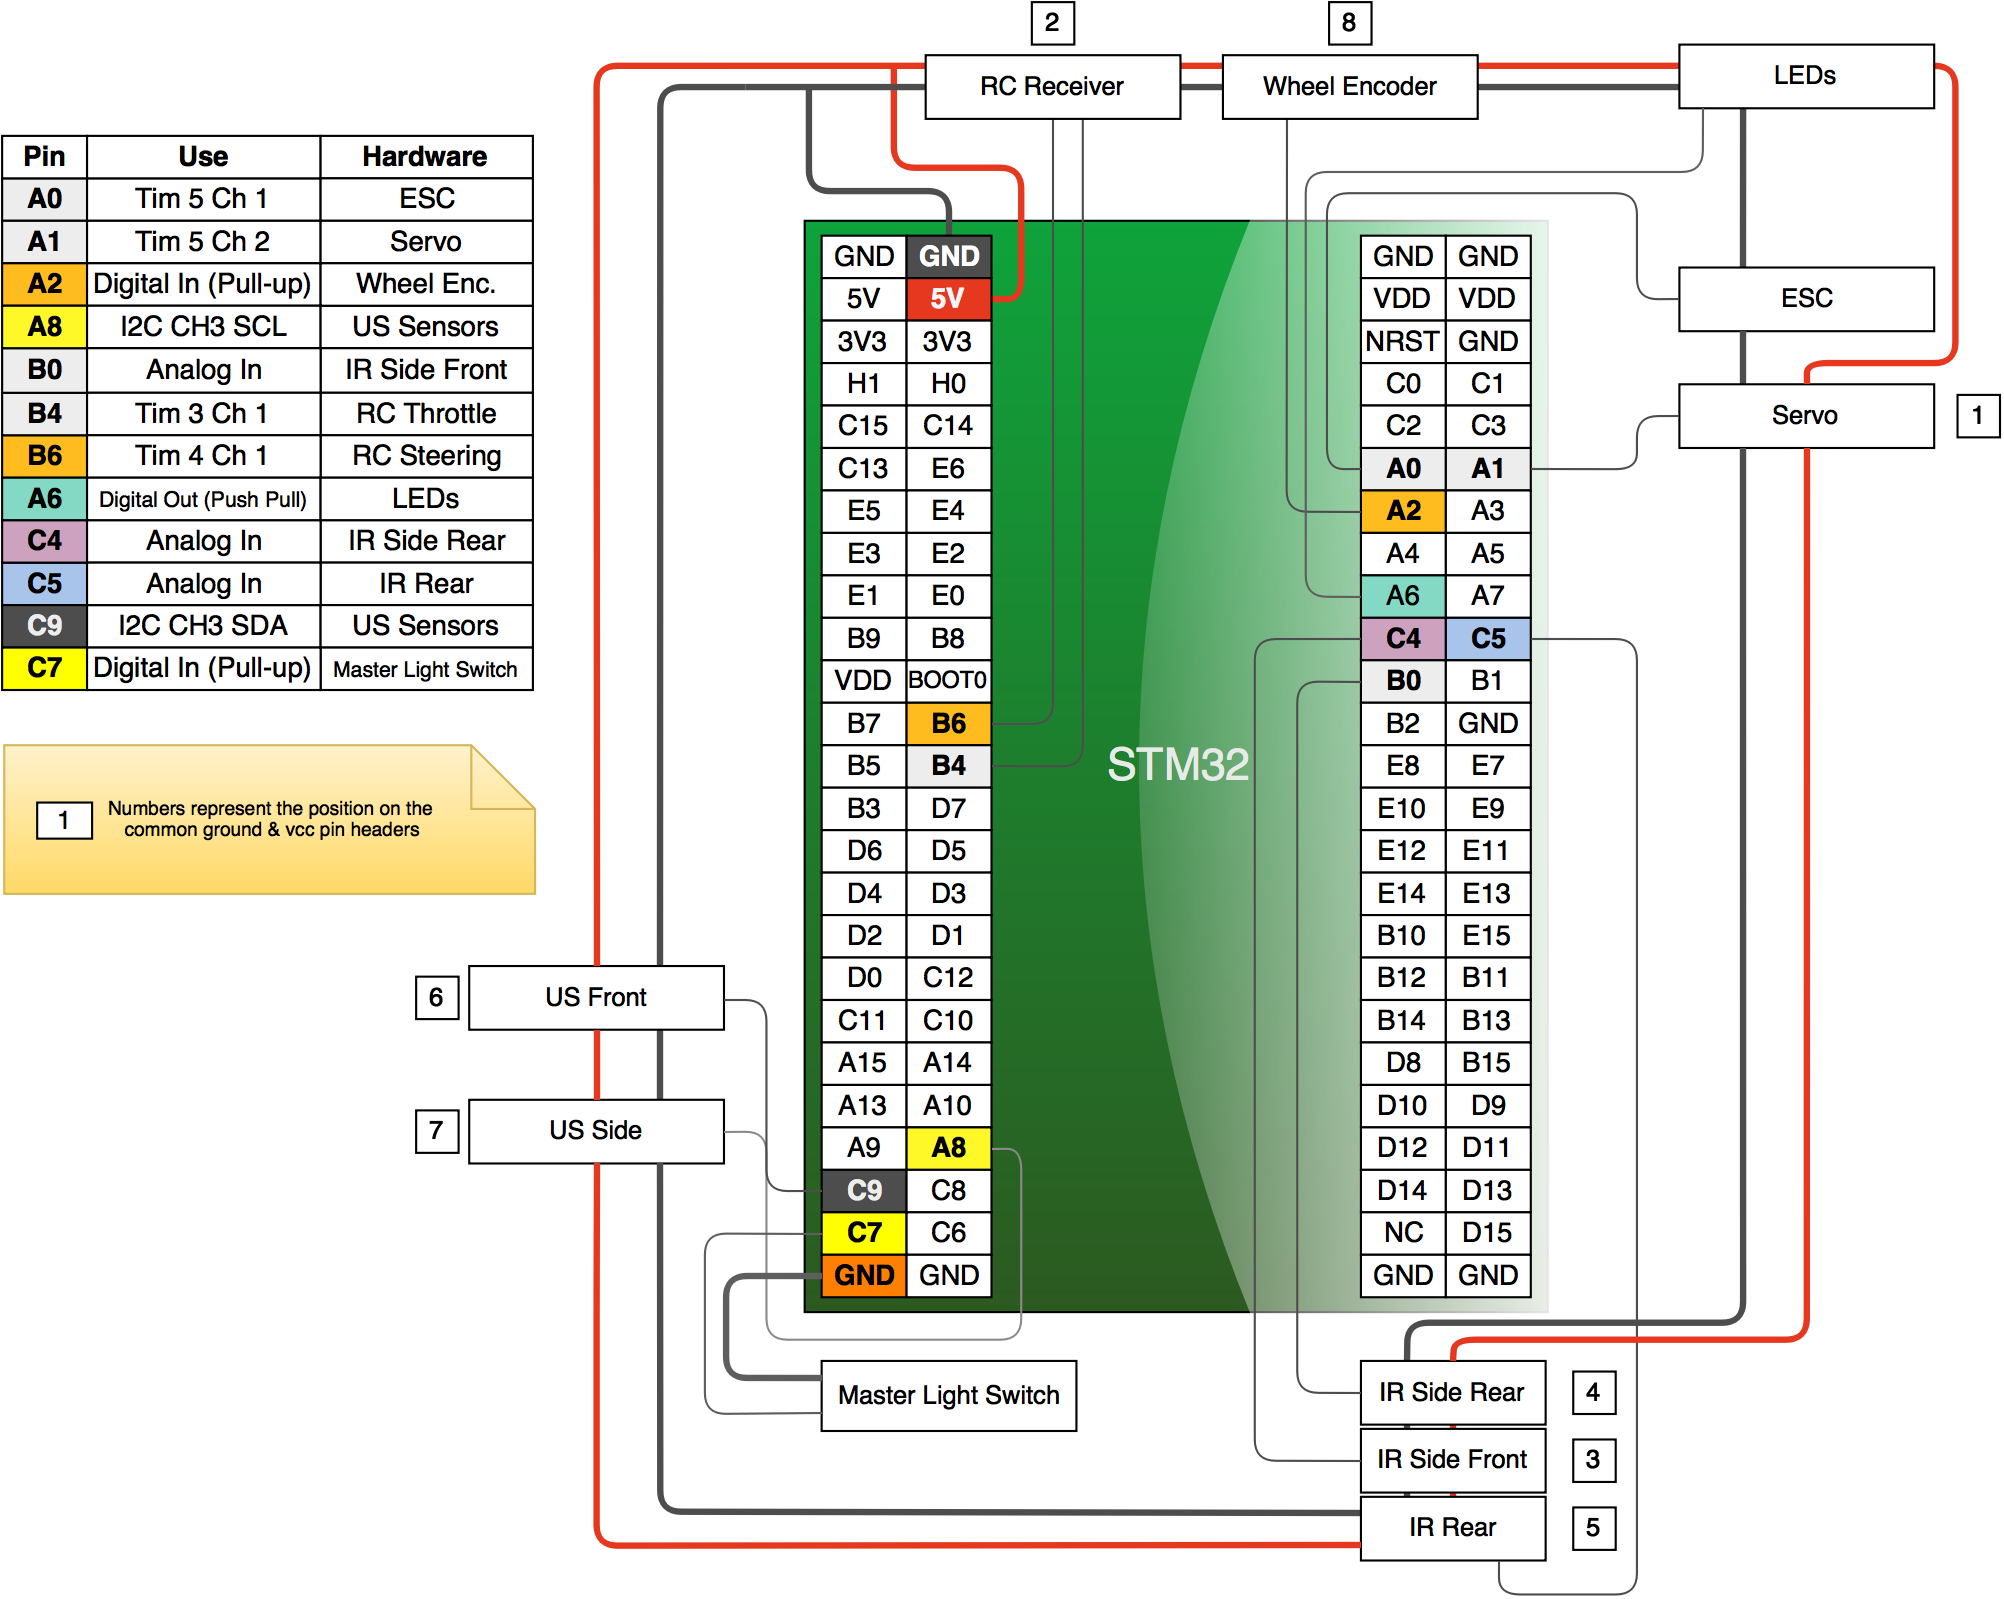 2
8
RC Receiver
Wheel Encoder
LEDs
Pin Use Hardware
A0 Tim 5 Ch 1 ESC
A1 Tim 5 Ch 2 Servo
A2 Digital In (Pull-up) Wheel Enc.
A8 I2C CH3 SCL US Sensors
B0 Analog In IR Side Front
B4 Tim 3 Ch 1 RC Throttle
B6 Tim 4 Ch 1 RC Steering
A6 Digital Out (Push Pull) LEDs
C4 Analog In IR Side Rear
C5 Analog In IR Rear
C9 I2C CH3 SDA US Sensors
C7 Digital In (Pull-up) Master Light Switch
1
Numbers represent the position on the
common ground & vcc pin headers
GND GND
5V 5V
3V3 3V3
H1 H0
C15 C14
C13 E6
E5 E4
E3 E2
E1 E0
B9 B8
VDD BOOT0
B7 B6
B5 B4
B3 D7
D6 D5
D4 D3
D2 D1
D0 C12
C11 C10
A15 A14
A13 A10
A9 A8
C9 C8
C7 C6
GND GND
STM32
GND GND
VDD VDD
NRST GND
C0 C1
C2 C3
A0 A1
A2 A3
A4 A5
A6 A7
C4 C5
B0 B1
B2 GND
E8 E7
E10 E9
E12 E11
E14 E13
B10 E15
B12 B11
B14 B13
D8 B15
D10 D9
D12 D11
D14 D13
NC D15
GND GND
ESC
Servo
1
6
US Front
7
US Side
Master Light Switch
IR Side Rear
4
IR Side Front
3
IR Rear
5